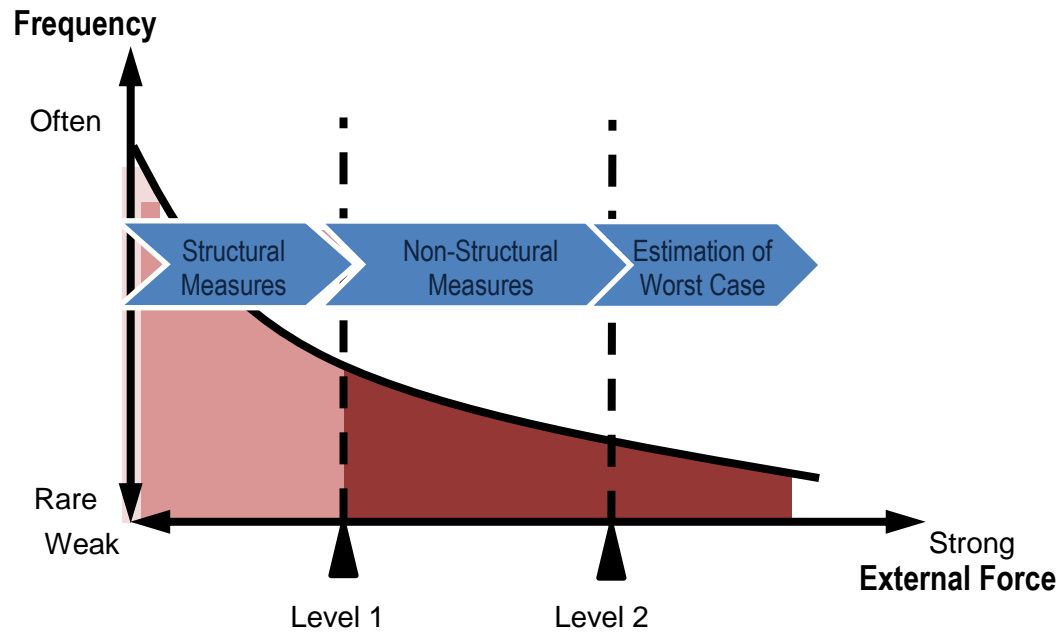 Frequency
Often
Structural
Measures
Non-Structural
Measures
Estimation of
Worst Case
Rare
Weak
Strong
External Force
Level 1
Level 2